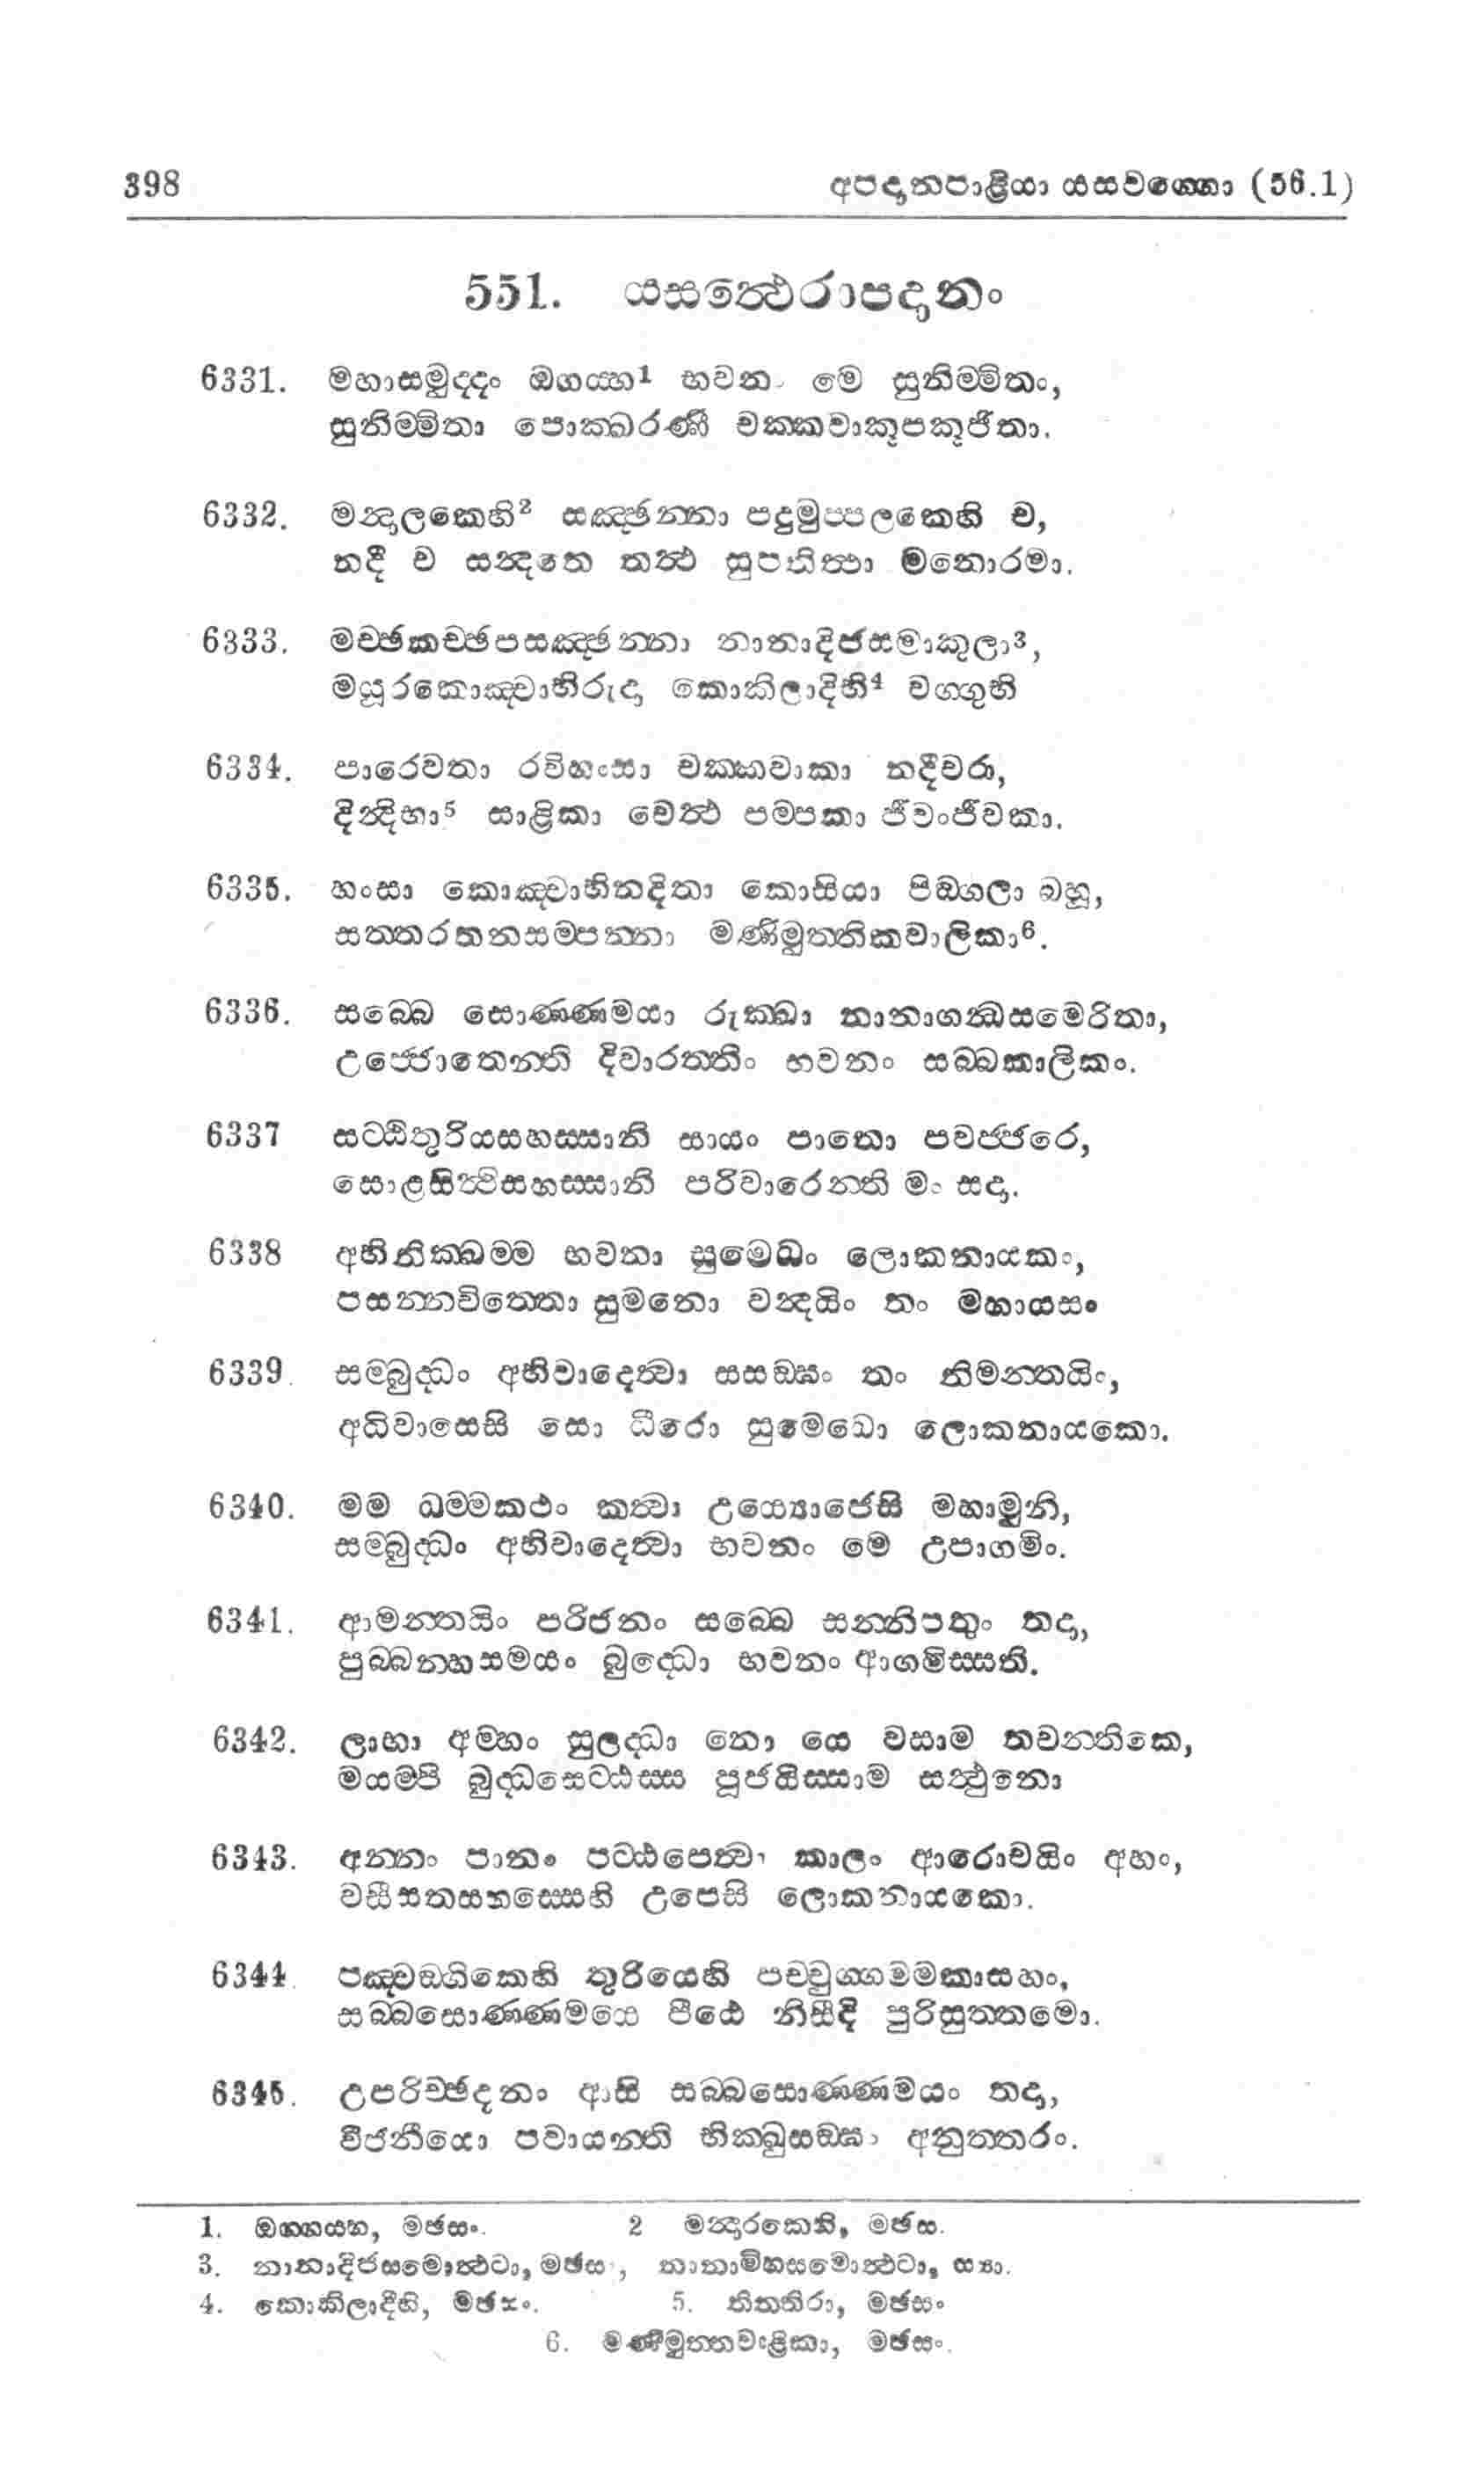 398 අපදානපාළියා යසවග්ගො (56.1)
551. යසත්ථෙරාපදානං
6331. මහාසමුද්දං ඔගය්හ¹ භවනං මෙ සුනිම්මිතං,
සුනිම්මිතා පොක්ඛරණී චක්කවාකූපකූජිතා.
6332. මන්දාලකෙහි² සඤ්ඡන්නා පදුමුප්පලකෙහි ච,
නදී ච සන්දතෙ තත්ථ සුපතිත්ථා මනොරමා.
6333. මච්ඡකච්ඡපසඤ්ඡන්නා නානාදිජසමාකුලා³,
මයූරකොඤ්චාභිරුදා කොකිලාදිහි⁴ වග්ගුභි
6334. පාරෙවතා රවිහංසා චක්කවාකා නදීචරා,
දින්දිභා⁵ සාළිකා චෙත්ථ පම්පකා ජීවංජීවකා.
6335. හංසා කොඤ්චාභිනදිතා කොසියා පිඞ්ගලා බහූ,
සත්තරතනසම්පන්නා මණිමුත්තිකවාලිකා⁶.
6336. සබ්බෙ සොණ්ණමයා රුක්ඛා නානාගන්ධසමෙරිතා,
උජ්ජොතෙන්ති දිවාරත්තිං භවනං සබ්බකාලිකං.
6337 සට්ඨිතුරියසහස්සානි සායං පාතො පවජ්ජරෙ,
සොළසිත්ථිසහස්සානි පරිවාරෙන්ති මං සදා.
6338 අභිනික්ඛම්ම භවනා සුමෙධං ලොකනායකං,
පසන්නචිත්තො සුමනො වන්දයිං තං මහායසං
6339. සම්බුද්ධං අභිවාදෙත්වා සසඞ්ඝං තං නිමන්තයිං,
අධිවාසෙසි සො ධීරො සුමෙධො ලොකනායකො.
6340. මම ධම්මකථං කත්වා උය්යොජෙසි මහාමුනි,
සම්බුද්ධං අභිවාදෙත්වා භවනං මෙ උපාගමිං.
6341. ආමන්තයිං පරිජනං සබ්බෙ සන්නිපතුං තදා,
පුබ්බන්හසමයං බුද්ධො භවනං ආගමිස්සති.
6342. ලාභා අම්හං සුලද්ධා නො යෙ වසාම තවන්තිකෙ,
මයම්පි බුද්ධසෙට්ඨස්ස පූජයිස්සාම සත්ථුනො
6343. අන්නං පානං පට්ඨපෙත්වා කාලං ආරොචයිං අහං,
වසීසතසහස්සෙහි උපෙසි ලොකනායකො.
6344. පඤ්චඞ්ගිකෙහි තුරියෙහි පච්චුග්ගමමකාසහං,
සබ්බසොණ්ණමයෙ පීඨෙ නිසීදි පුරිසුත්තමො.
6345. උපරිච්ඡදනං ආසි සබ්බසොණ්ණමයං තදා,
වීජනීයො පවායන්ති භික්ඛුසඞ්ඝා අනුත්තරං.
1. ඔග්ගය්හ, මඡසං. 2 මන්දාරකෙහි, මඡසං.
3. නානාදිජසමොත්ථටා, මඡසං, නානාමිහසමොත්ථටා, ස්‍යා.
4. කොකිලාදීහි, මඡසං. 5. තිත්තිරා, මඡසං
6. මණිමුත්තවාළිකා, මඡසං.